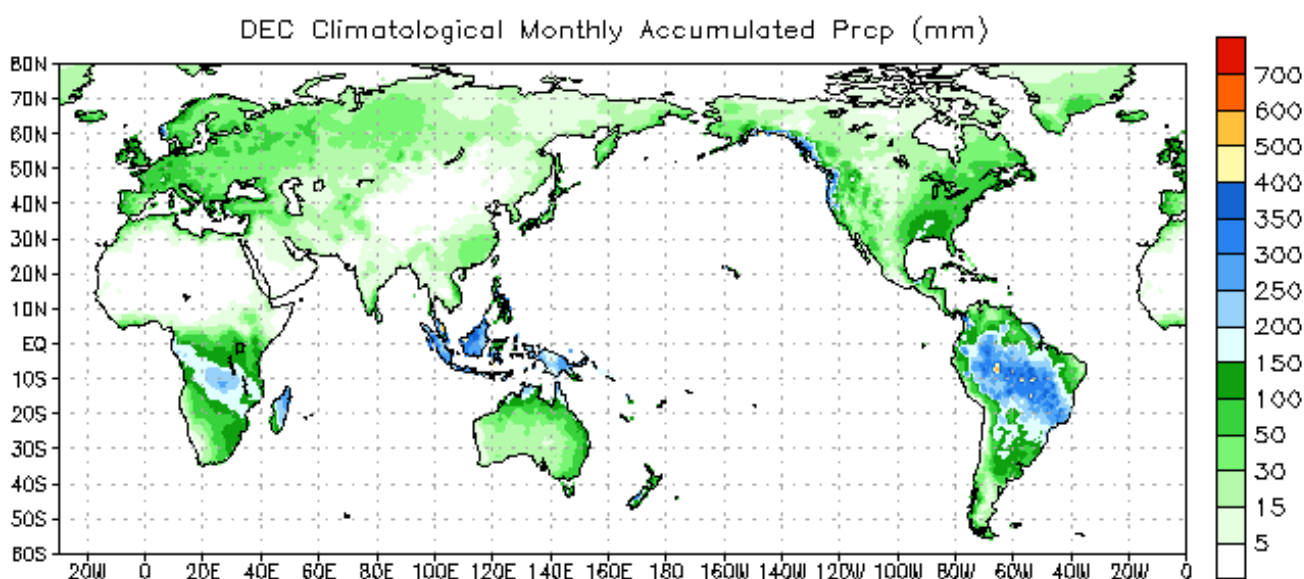 DEC Climatological Monthly Accumulated Prcp (mm)
80N
70N
60N
50N
40N
30N
20N
10N
EQ
10S
20S
30S
40S
50S
60S
20W 0 20E 40E 60E 80E 100E 120E 140E 160E 180 160W 140W 120W 100W 80W 60W 40W 20W 0
700
600
500
400
350
300
250
200
150
100
50
30
15
5